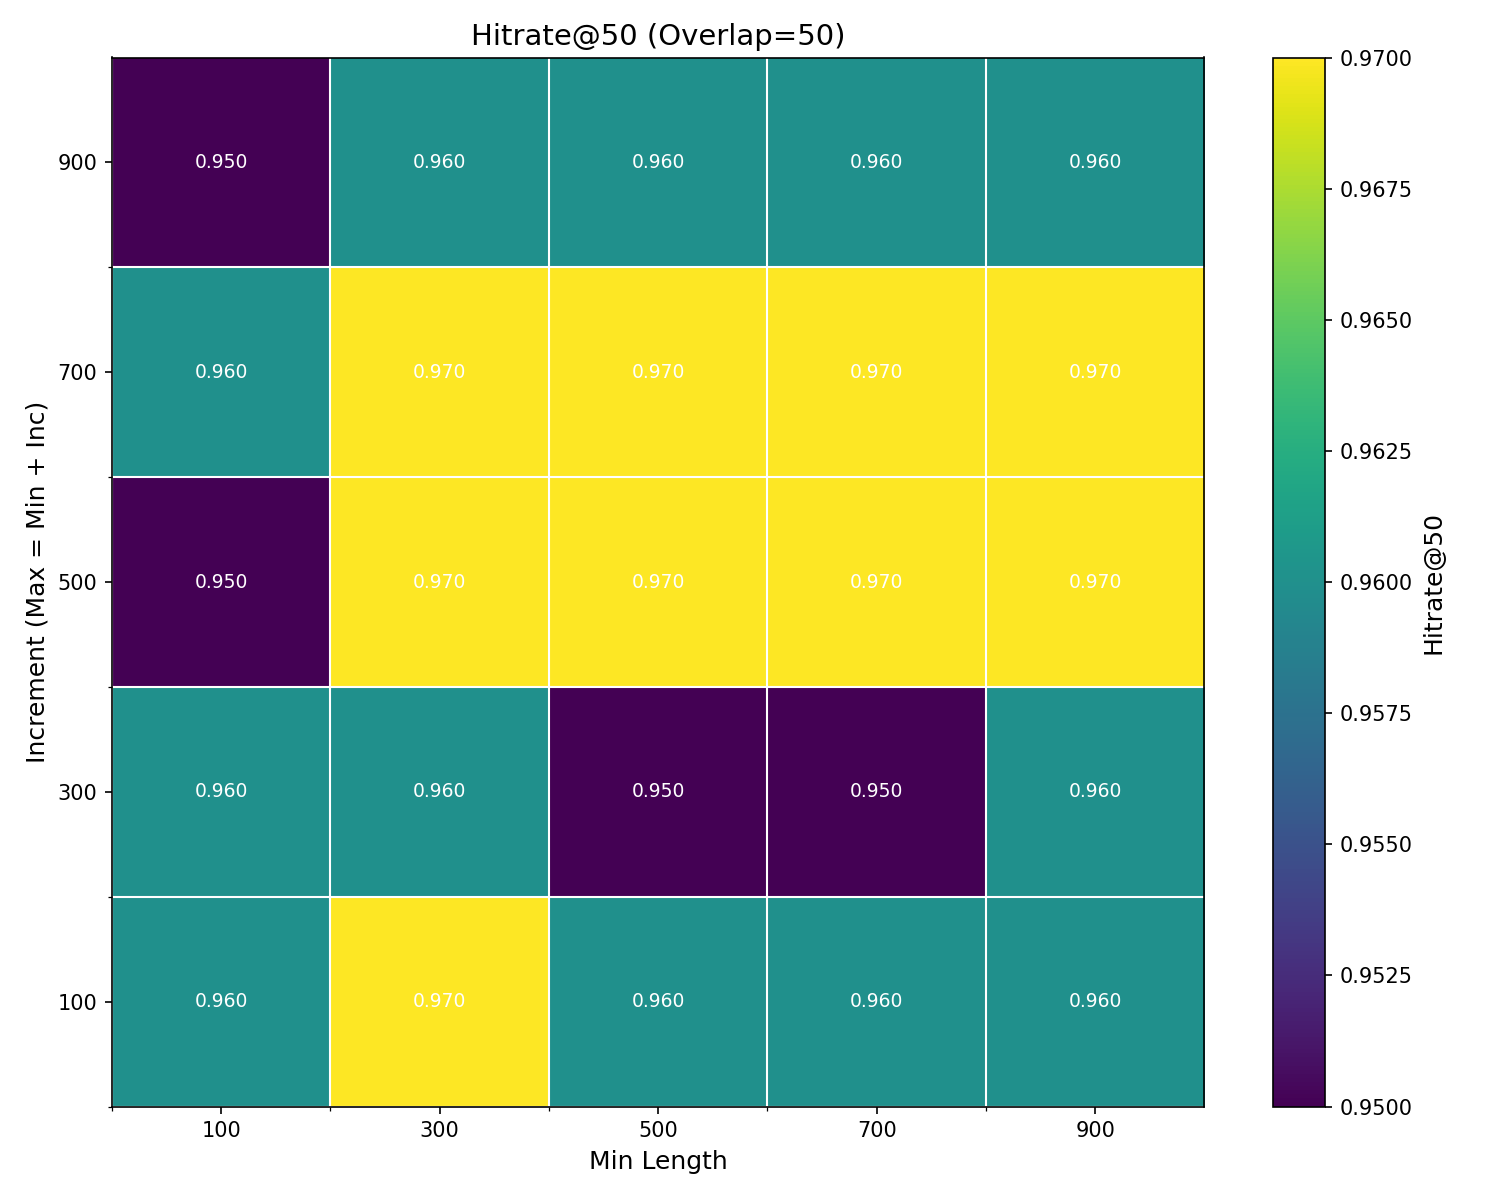 Hitrate@50 (Overlap=50)
900
0.950 0.960 0.960 0.960 0.960
700
0.960 0.970 0.970 0.970 0.970
500
0.950 0.970 0.970 0.970 0.970
300
0.960 0.960 0.950 0.950 0.960
100
0.960 0.970 0.960 0.960 0.960
100 300 500 700 900
Min Length
Increment (Max = Min + Inc)
0.9700
0.9675
0.9650
0.9625
0.9600
0.9575
0.9550
0.9525
0.9500
Hitrate@50